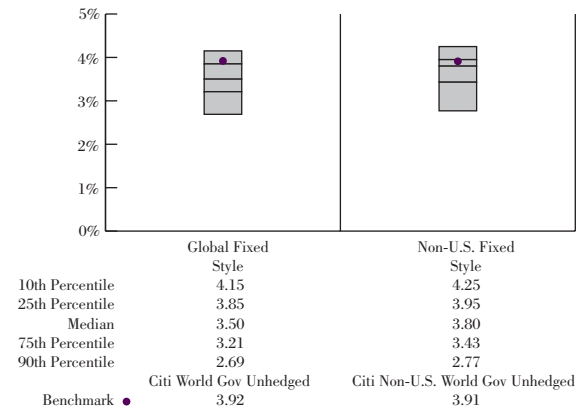 5%
4%
3%
2%
1%
0%
Global Fixed Non-U.S. Fixed
Style Style
10th Percentile 4.15 4.25
25th Percentile 3.85 3.95
Median 3.50 3.80
75th Percentile 3.21 3.43
90th Percentile 2.69 2.77
Citi World Gov Unhedged Citi Non-U.S. World Gov Unhedged
Benchmark 3.92 3.91